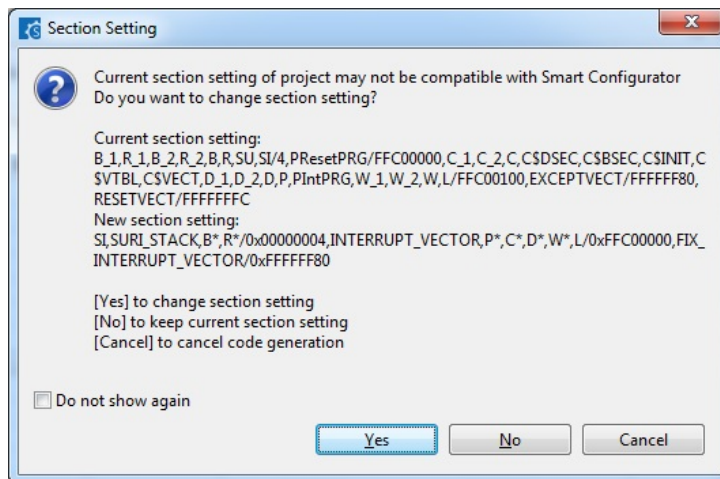 Section Setting
Current section setting of project may not be compatible with Smart Configurator
Do you want to change section setting?
Current section setting:
B_1,R_1,B_2,R_2,B,R,SU,SI/4,PResetPRG/FFC00000,C_1,C_2,C,C$DSEC,C$BSEC,C$INIT,C
$VTBL,C$VECT,D_1,D_2,D,P,PIntPRG,W_1,W_2,W,L/FFC00100,EXCEPTVECT/FFFFFF80,
RESETVECT/FFFFFFFC
New section setting:
SI,SURI_STACK,B*,R*/0x00000004,INTERRUPT_VECTOR,P*,C*,D*,W*,L/0xFFC00000,FIX_
INTERRUPT_VECTOR/0xFFFFFF80
[Yes] to change section setting
[No] to keep current section setting
[Cancel] to cancel code generation
Do not show again
Yes
No
Cancel